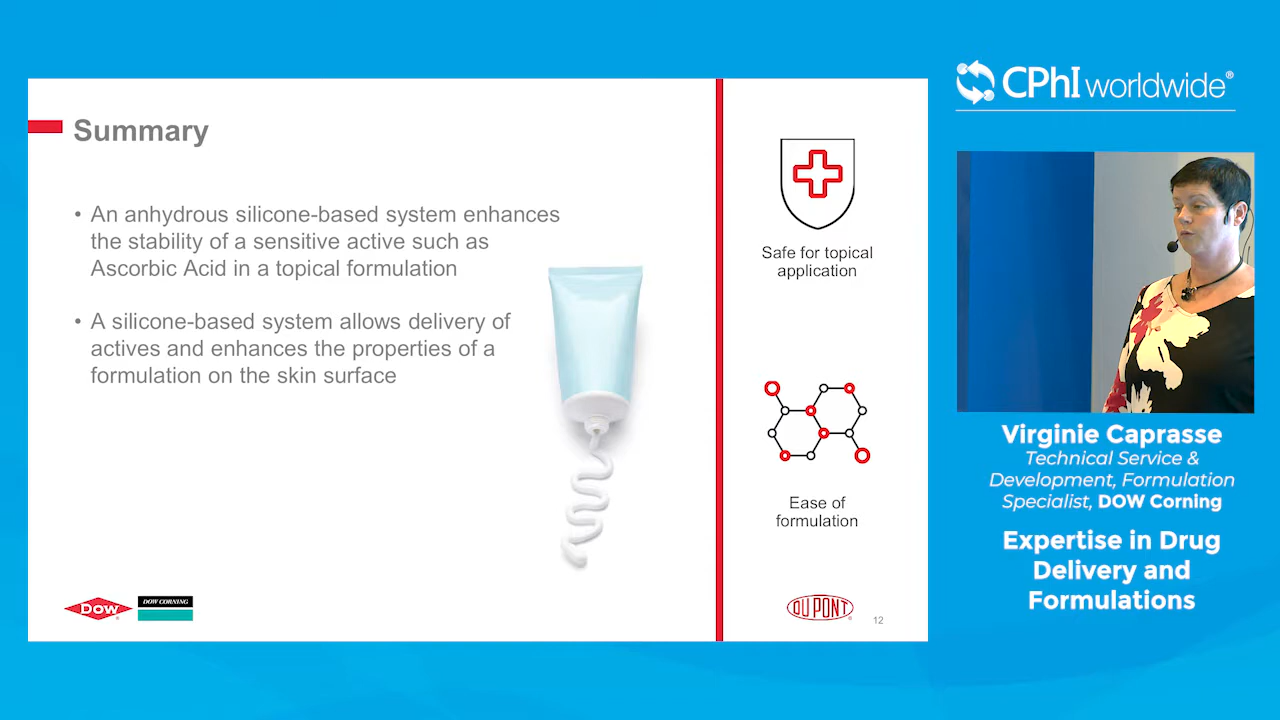 Summary
• An anhydrous silicone-based system enhances
the stability of a sensitive active such as
Ascorbic Acid in a topical formulation
• A silicone-based system allows delivery of
actives and enhances the properties of a
formulation on the skin surface
Safe for topical
application
Ease of
formulation
DOW
®
DOW CORNING
DU PONT
®
12
CPhI worldwide®
Virginie Caprasse
Technical Service &
Development, Formulation
Specialist, DOW Corning
Expertise in Drug
Delivery and
Formulations